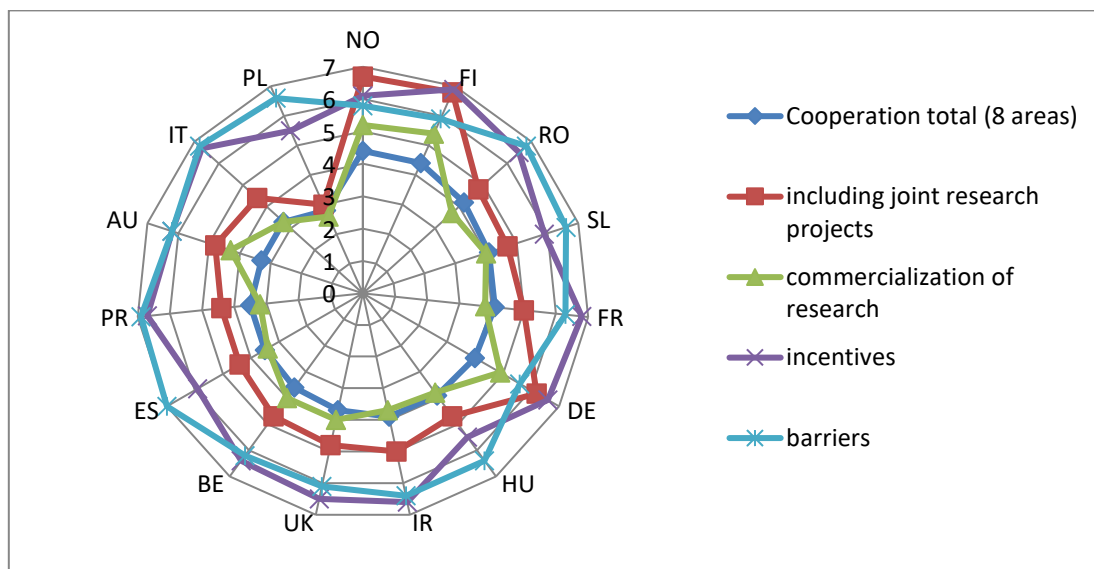 NO
FI
RO
SL
FR
DE
HU
IR
UK
BE
ES
PR
AU
IT
PL
7
6
5
4
3
2
1
0
Cooperation total (8 areas)
including joint research
projects
commercialization of
research
incentives
barriers